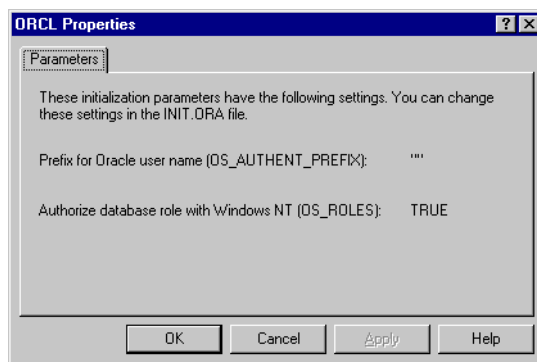 ORCL Properties
Parameters
These initialization parameters have the following settings. You can change
these settings in the INIT.ORA file.
Prefix for Oracle user name (OS_AUTHENT_PREFIX): ""
Authorize database role with Windows NT (OS_ROLES): TRUE
OK Cancel Apply Help